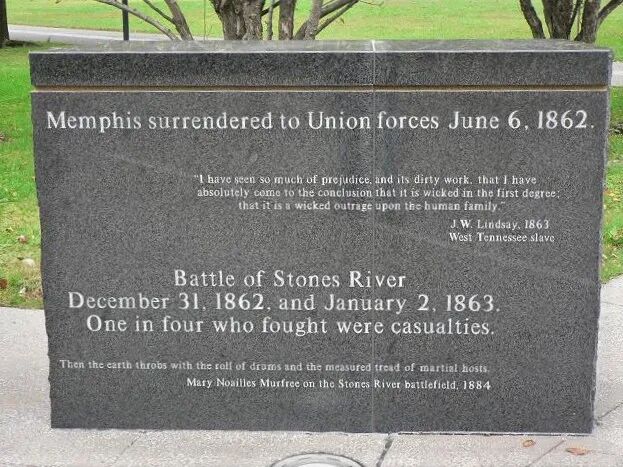 Memphis surrendered to Union forces June 6, 1862.
"I have seen so much of prejudice, and its dirty work, that I have
absolutely come to the conclusion that it is wicked in the first degree;
that it is a wicked outrage upon the human family."
J.W. Lindsay, 1863
West Tennessee slave
Battle of Stones River
December 31, 1862, and January 2, 1863.
One in four who fought were casualties.
Then the earth throbs with the roll of drums and the measured tread of martial hosts.
Mary Noailles Murfree on the Stones River battlefield, 1884